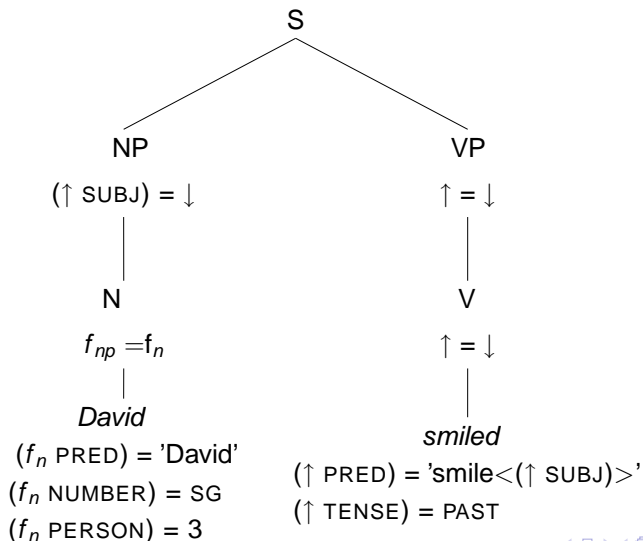 S
NP VP
(↑ SUBJ) = ↓ ↑ = ↓
N V
f_np =f_n ↑ = ↓
David
smiled
(f_n PRED) = 'David'
(↑ PRED) = 'smile<(↑ SUBJ)>'
(f_n NUMBER) = SG
(↑ TENSE) = PAST
(f_n PERSON) = 3